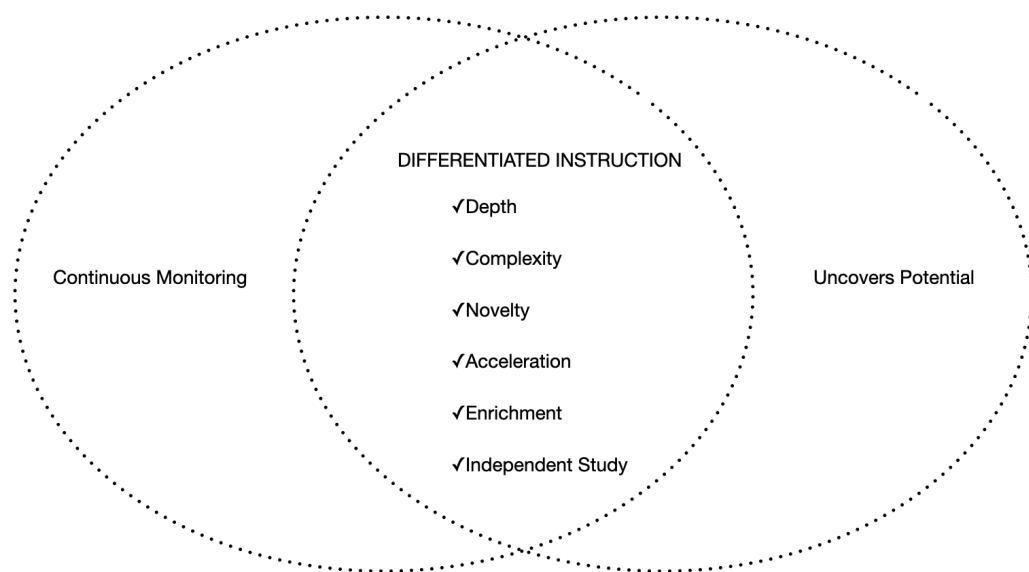 DIFFERENTIATED INSTRUCTION
✓Depth
✓Complexity
Continuous Monitoring
Uncovers Potential
✓Novelty
✓Acceleration
✓Enrichment
✓Independent Study